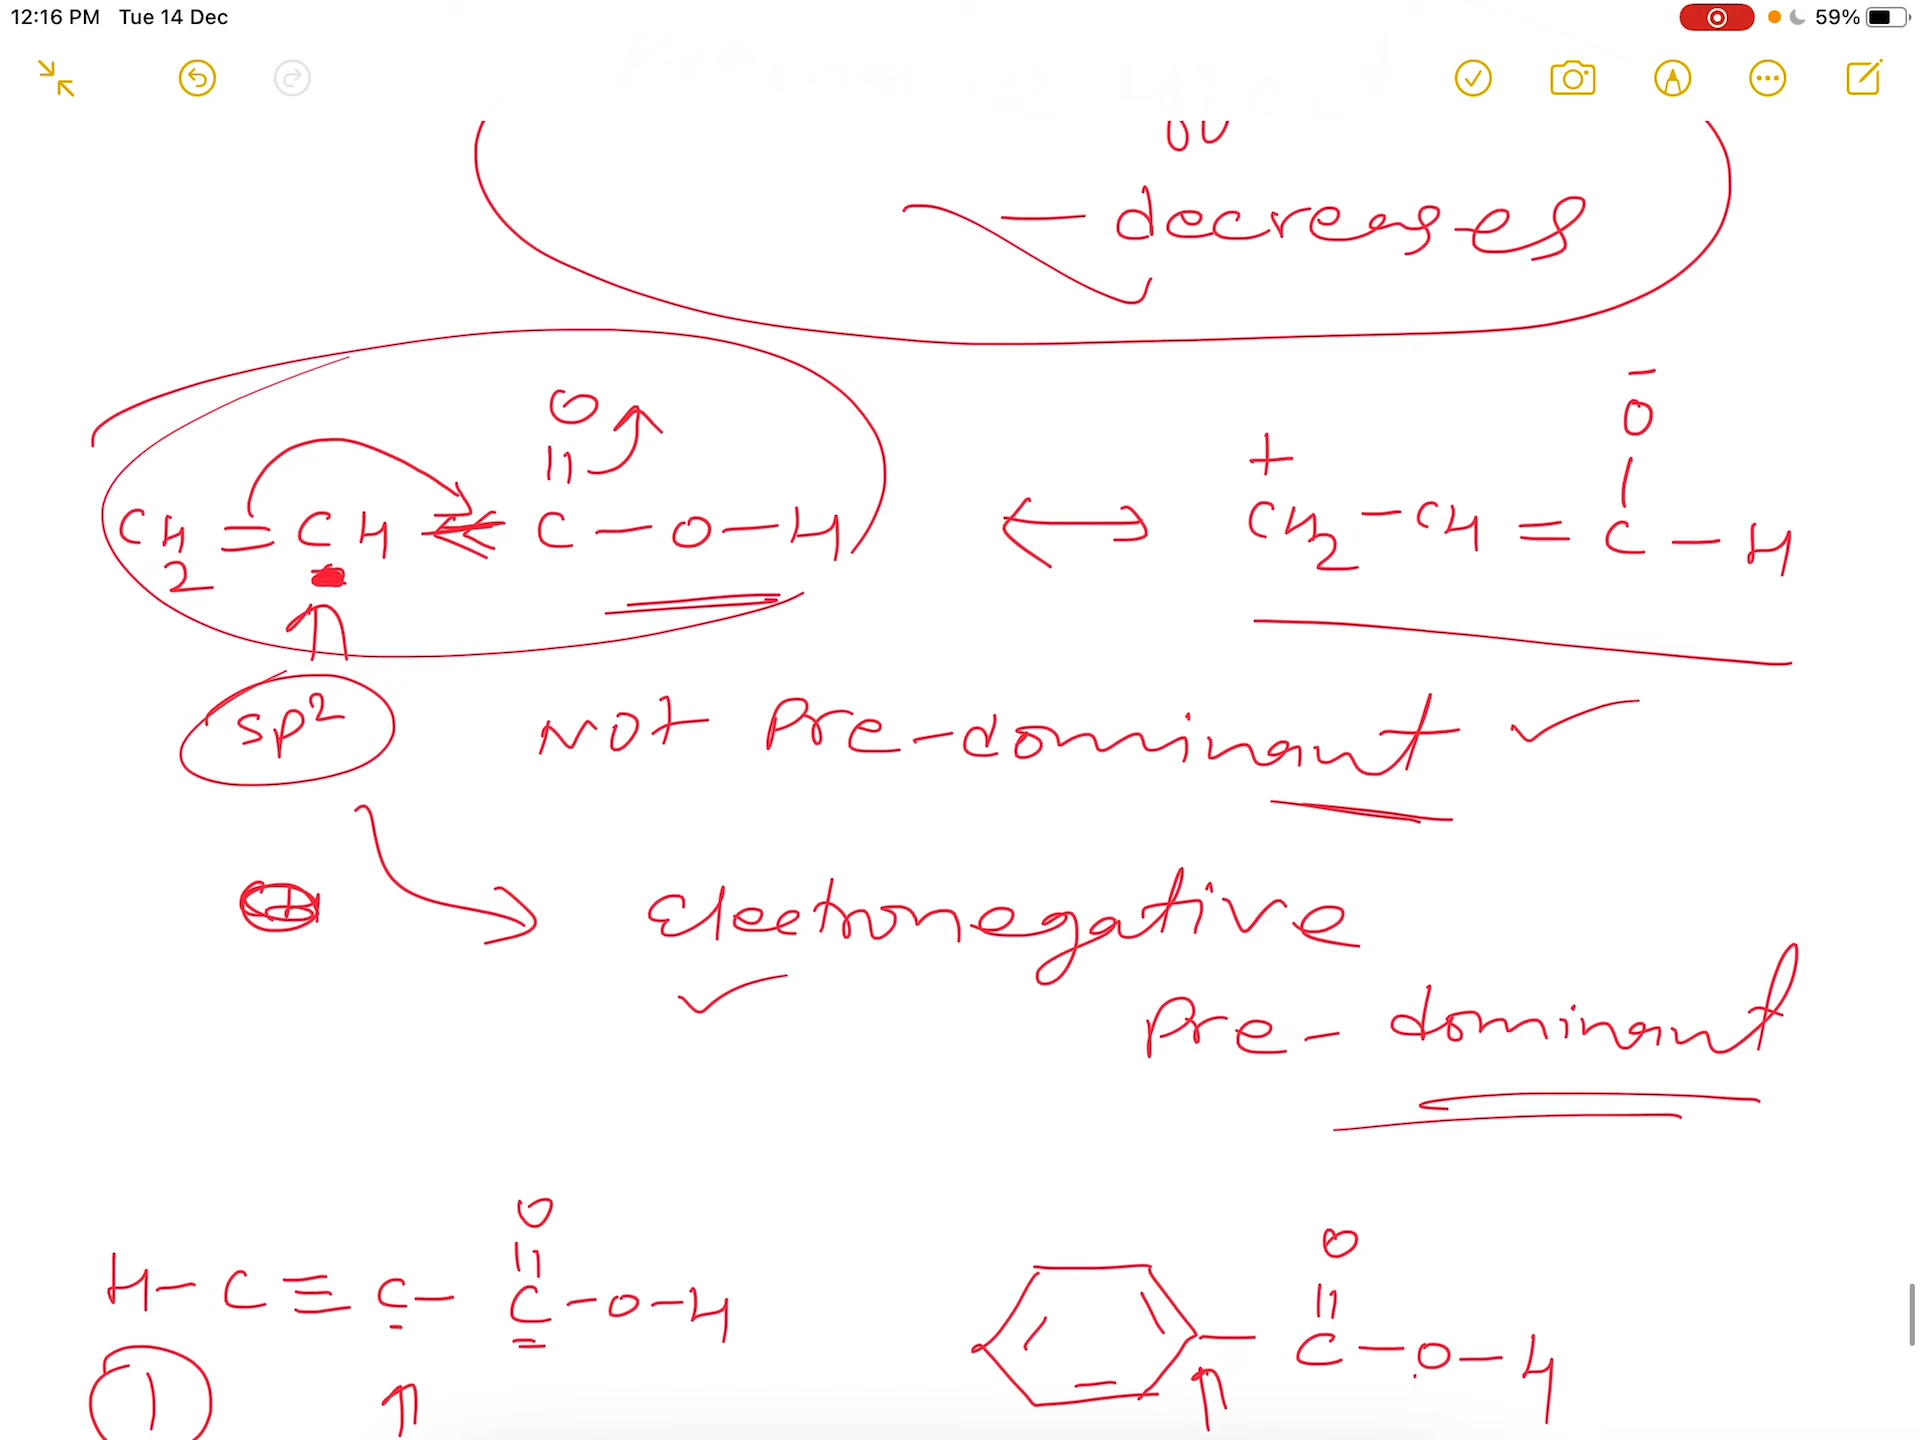 12:16 PM Tue 14 Dec 59%
— decreases
O
||
CH2 = CH — C — O — H ⟷ +CH2 — CH = C — H
-
O
|
sp²
Not Pre-dominant ✓
Electronegative
✓
Pre-dominant
O
||
H — C ≡ C — C — O — H
1
O
||
C — O — H